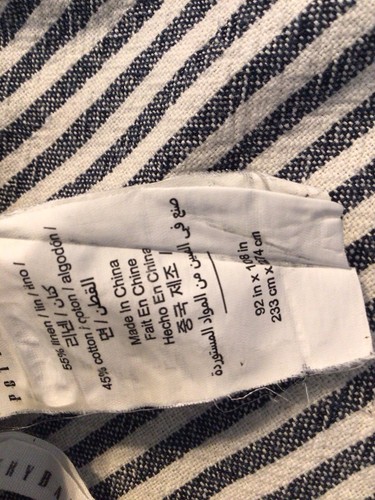 55% linen / lin / lino /
리넨 / كتان
45% cotton / coton / algodon /
면 / القطن
Made In China
Fait En Chine
Hecho En China
중국 제조 /
صنع في الصين من المواد المستوردة
92 in x 108 in
233 cm x 274 cm